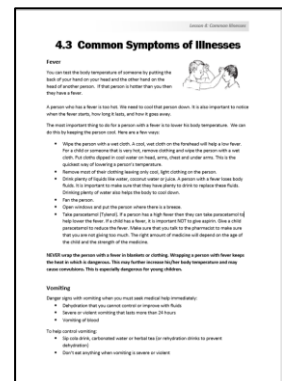 Lesson 4: Common Illnesses
4.3 Common Symptoms of Illnesses
Fever
You can test the body temperature of someone by putting the
back of your hand on your head and the other hand on the
head of another person. If that person is hotter than you then
they have a fever.
A person who has a fever is too hot. We need to cool that person down. It is also important to notice
when the fever starts, how long it lasts, and how it goes away.
The most important thing to do for a person with a fever is to lower his body temperature. We can
do this by keeping the person cool. Here are a few ways:
• Wipe the person with a wet cloth. A cool, wet cloth on the forehead will help a low fever.
For a child or someone that is very hot, remove clothing and wipe the person with a wet
cloth. Put cloths dipped in cool water on head, arms, chest and under arms. This is the
quickest way of lowering a person's temperature.
• Remove most of their clothing leaving only cool, light clothing on the person.
• Drink plenty of liquids like water, coconut water or juice. A person with a fever loses body
fluids. It is important to make sure that they have plenty to drink to replace these fluids.
Drinking plenty of water also helps the body to cool down.
• Fan the person.
• Open windows and put the person where there is a breeze.
• Take paracetamol (Tylenol). If a person has a high fever then they can take paracetamol to
help lower the fever. If a child has a fever, it is important NOT to give aspirin. Give a child
paracetamol to reduce the fever. Make sure that you talk to the pharmacist to make sure
that you are not giving too much. The right amount of medicine will depend on the age of
the child and the strength of the medicine.
NEVER wrap the person with a fever in blankets or clothing. Wrapping a person with fever keeps
the heat in which is dangerous. This may further increase his/her body temperature and may
cause convulsions. This is especially dangerous for young children.
Vomiting
Danger signs with vomiting when you must seek medical help immediately:
• Dehydration that you cannot control or improve with fluids
• Severe or violent vomiting that lasts more than 24 hours
• Vomiting of blood
To help control vomiting:
• Sip cola drink, carbonated water or herbal tea (or rehydration drinks to prevent
dehydration)
• Don't eat anything when vomiting is severe or violent